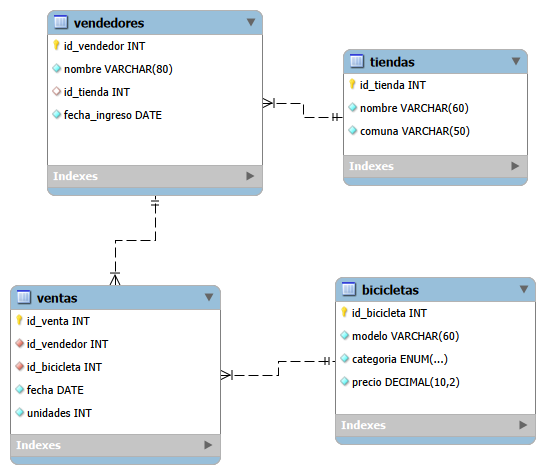 vendedores
id_vendedor INT
nombre VARCHAR(80)
id_tienda INT
fecha_ingreso DATE
Indexes
tiendas
id_tienda INT
nombre VARCHAR(60)
comuna VARCHAR(50)
Indexes
ventas
id_venta INT
id_vendedor INT
id_bicicleta INT
fecha DATE
unidades INT
Indexes
bicicletas
id_bicicleta INT
modelo VARCHAR(60)
categoria ENUM(...)
precio DECIMAL(10,2)
Indexes